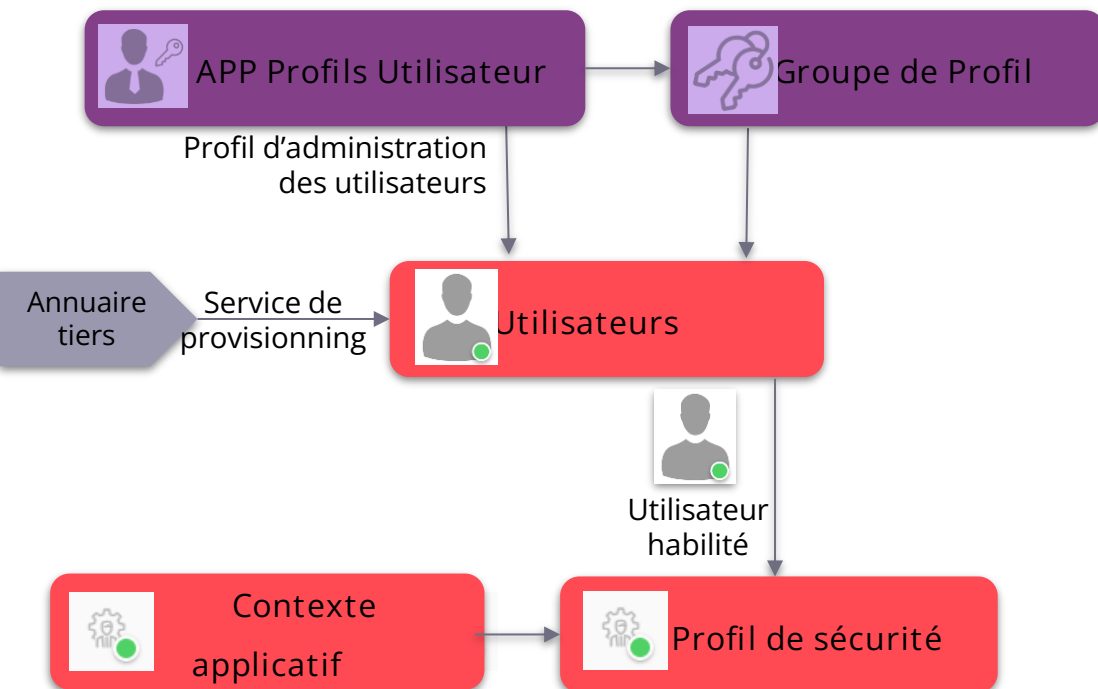 APP Profils Utilisateur
Groupe de Profil
Profil d’administration
des utilisateurs
Annuaire
tiers
Service de
provisionning
Utilisateurs
Utilisateur
habilité
Contexte
applicatif
Profil de sécurité